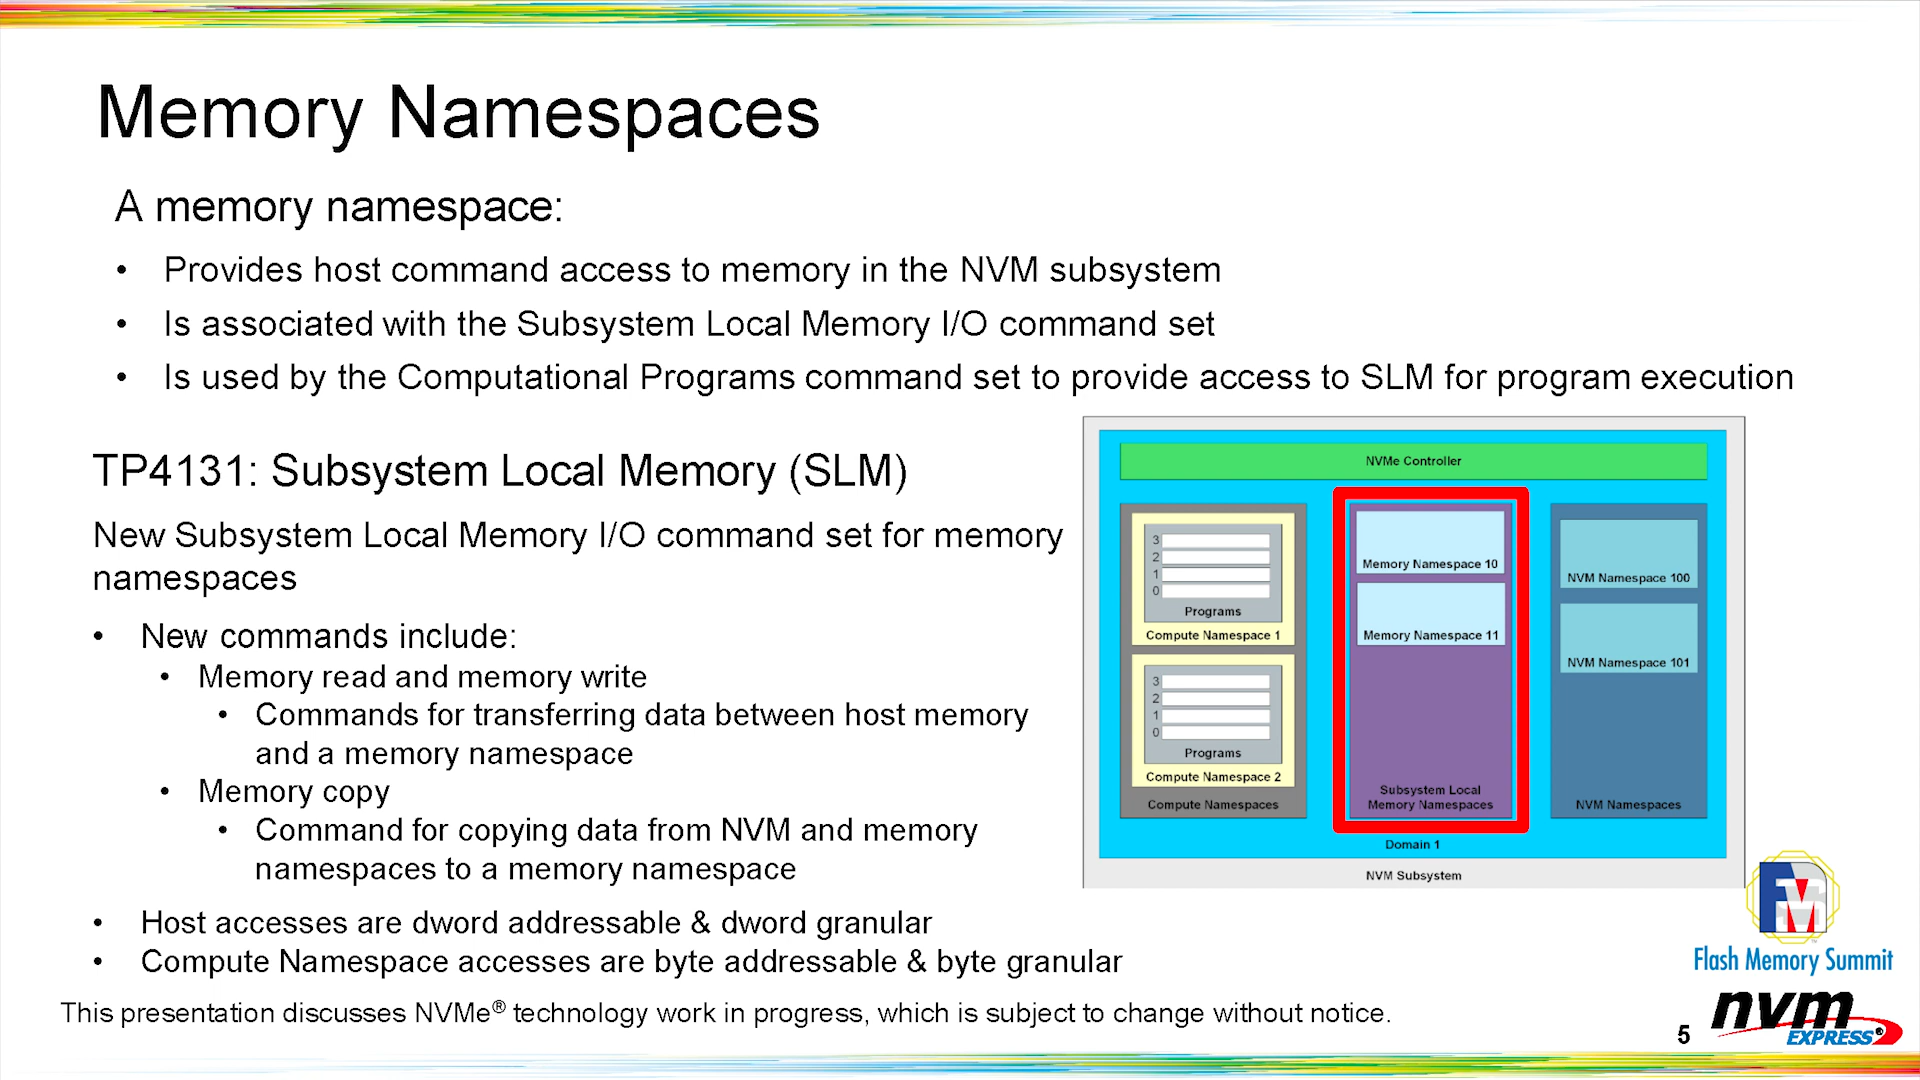 Memory Namespaces
A memory namespace:
• Provides host command access to memory in the NVM subsystem
• Is associated with the Subsystem Local Memory I/O command set
• Is used by the Computational Programs command set to provide access to SLM for program execution
TP4131: Subsystem Local Memory (SLM)
New Subsystem Local Memory I/O command set for memory
namespaces
• New commands include:
• Memory read and memory write
• Commands for transferring data between host memory
and a memory namespace
• Memory copy
• Command for copying data from NVM and memory
namespaces to a memory namespace
• Host accesses are dword addressable & dword granular
• Compute Namespace accesses are byte addressable & byte granular
NVMe Controller
3
2
1
0
Programs
Compute Namespace 1
3
2
1
0
Programs
Compute Namespace 2
Compute Namespaces
Memory Namespace 10
Memory Namespace 11
Subsystem Local
Memory Namespaces
NVM Namespace 100
NVM Namespace 101
NVM Namespaces
Domain 1
NVM Subsystem
FM
Flash Memory Summit
This presentation discusses NVMe® technology work in progress, which is subject to change without notice.
5
nvm
EXPRESS®